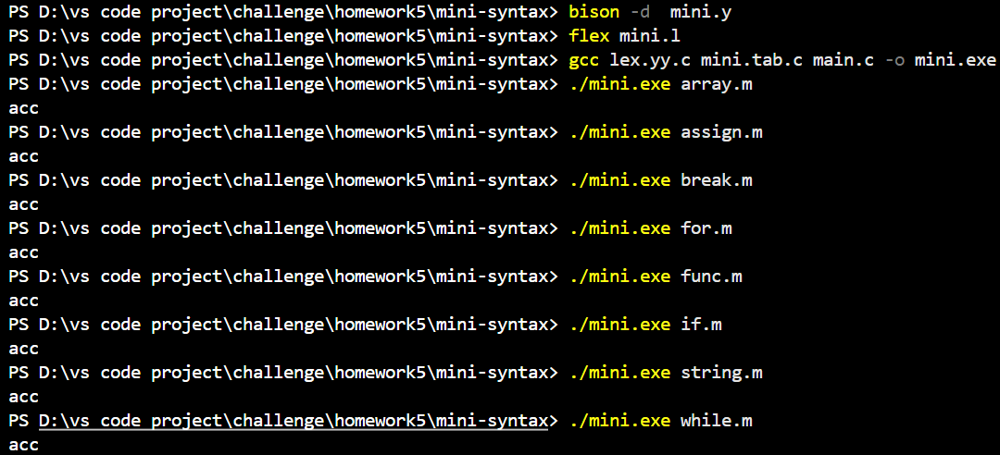 PS D:\vs code project\challenge\homework5\mini-syntax> bison -d  mini.y
PS D:\vs code project\challenge\homework5\mini-syntax> flex mini.l
PS D:\vs code project\challenge\homework5\mini-syntax> gcc lex.yy.c mini.tab.c main.c -o mini.exe
PS D:\vs code project\challenge\homework5\mini-syntax> ./mini.exe array.m
acc
PS D:\vs code project\challenge\homework5\mini-syntax> ./mini.exe assign.m
acc
PS D:\vs code project\challenge\homework5\mini-syntax> ./mini.exe break.m
acc
PS D:\vs code project\challenge\homework5\mini-syntax> ./mini.exe for.m
acc
PS D:\vs code project\challenge\homework5\mini-syntax> ./mini.exe func.m
acc
PS D:\vs code project\challenge\homework5\mini-syntax> ./mini.exe if.m
acc
PS D:\vs code project\challenge\homework5\mini-syntax> ./mini.exe string.m
acc
PS D:\vs code project\challenge\homework5\mini-syntax> ./mini.exe while.m
acc